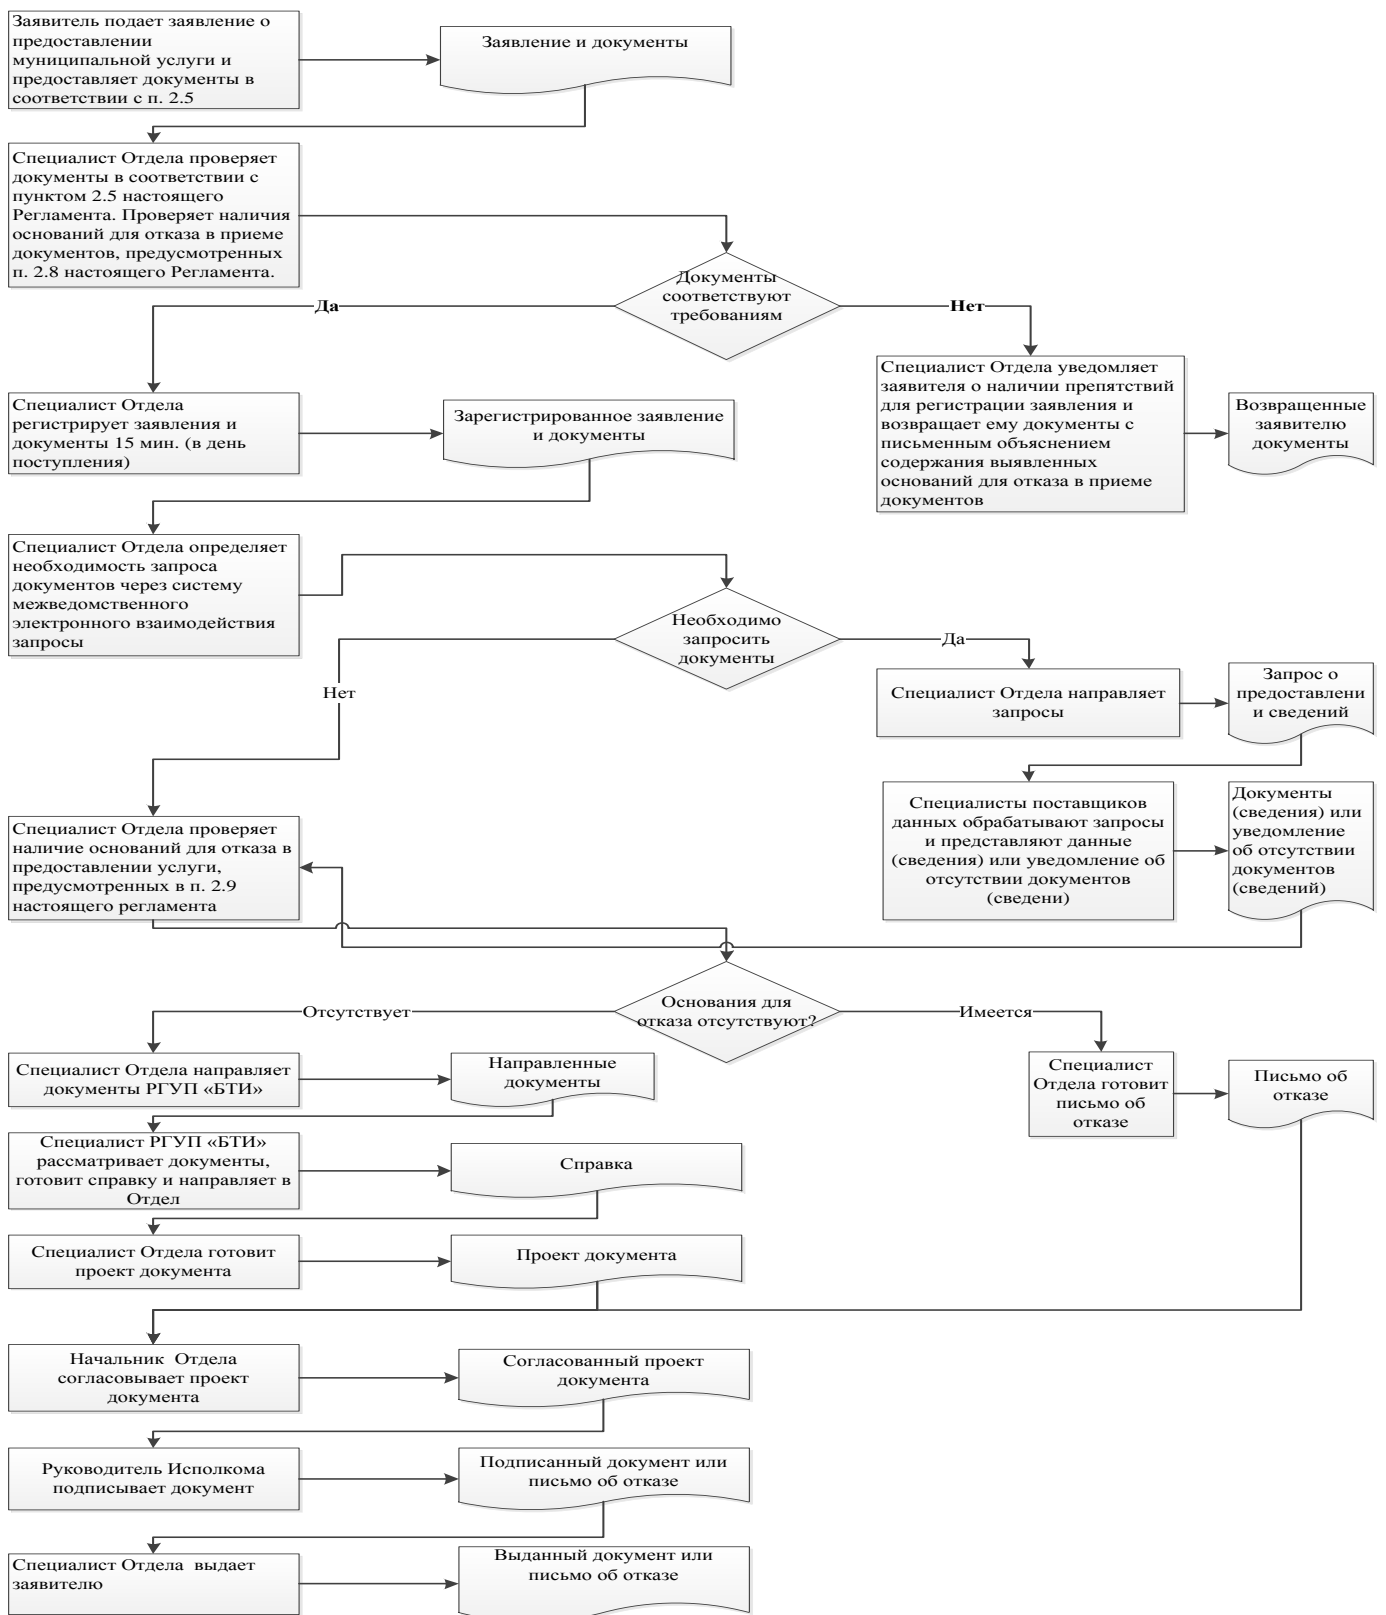 Заявитель подает заявление о
предоставлении
муниципальной услуги и
предоставляет документы в
соответствии с п. 2.5
Заявление и документы
Специалист Отдела проверяет
документы в соответствии с
пунктом 2.5 настоящего
Регламента. Проверяет наличия
оснований для отказа в приеме
документов, предусмотренных
п. 2.8 настоящего Регламента.
Документы
соответствуют
требованиям
Да
Нет
Специалист Отдела
регистрирует заявления и
документы 15 мин. (в день
поступления)
Зарегистрированное заявление
и документы
Специалист Отдела уведомляет
заявителя о наличии препятствий
для регистрации заявления и
возвращает ему документы с
письменным объяснением
содержания выявленных
оснований для отказа в приеме
документов
Возвращенные
заявителю
документы
Специалист Отдела определяет
необходимость запроса
документов через систему
межведомственного
электронного взаимодействия
запросы
Необходимо
запросить
документы
Да
Нет
Специалист Отдела направляет
запросы
Запрос о
предоставлени
и сведений
Специалисты поставщиков
данных обрабатывают запросы
и представляют данные
(сведения) или уведомление об
отсутствии документов
(сведени)
Документы
(сведения) или
уведомление
об отсутствии
документов
(сведений)
Специалист Отдела проверяет
наличие оснований для отказа в
предоставлении услуги,
предусмотренных в п. 2.9
настоящего регламента
Основания для
отказа отсутствуют?
Отсутствует
Имеется
Специалист Отдела направляет
документы РГУП «БТИ»
Направленные
документы
Специалист
Отдела готовит
письмо об
отказе
Письмо об
отказе
Специалист РГУП «БТИ»
рассматривает документы,
готовит справку и направляет в
Отдел
Справка
Специалист Отдела готовит
проект документа
Проект документа
Начальник  Отдела
согласовывает проект
документа
Согласованный проект
документа
Руководитель Исполкома
подписывает документ
Подписанный документ или
письмо об отказе
Специалист Отдела  выдает
заявителю
Выданный документ или
письмо об отказе